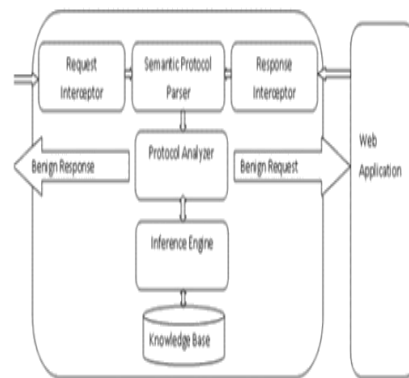 Request
Interceptor
Semantic Protocol
Parser
Response
Interceptor
Protocol Analyzer
Benign Response
Benign Request
Web
Application
Inference Engine
Knowledge Base